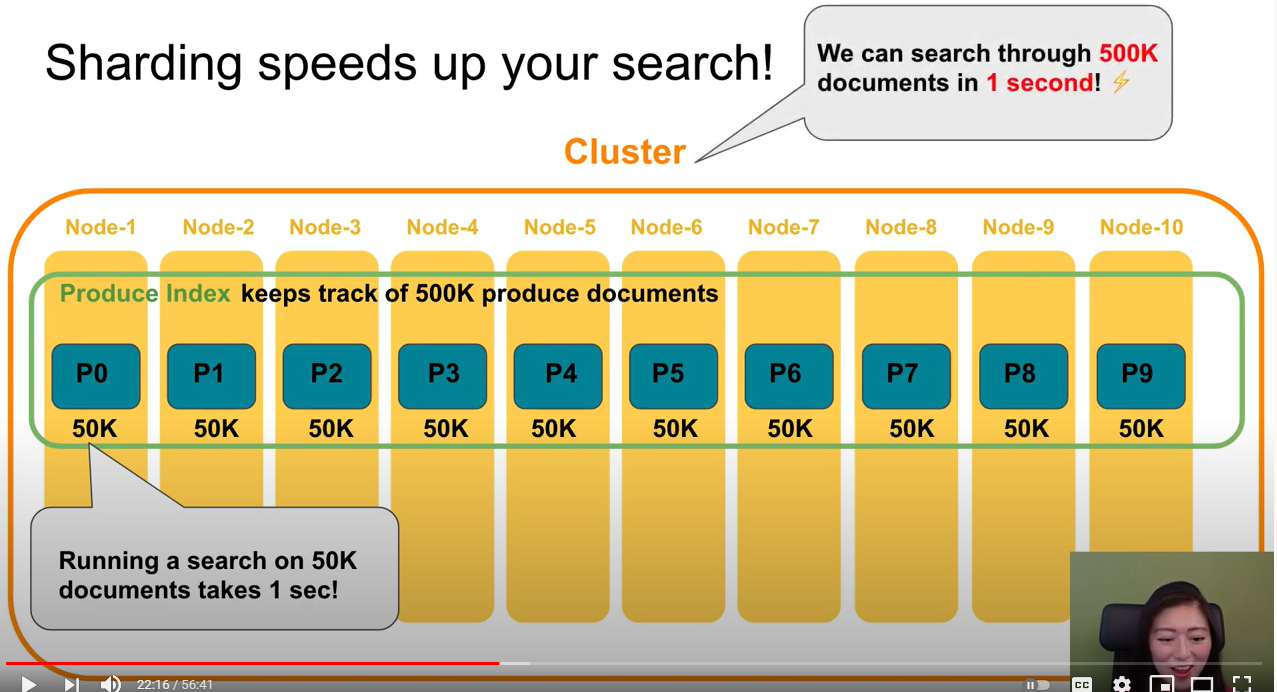 Sharding speeds up your search!
We can search through 500K
documents in 1 second! ⚡
Cluster
Node-1 Node-2 Node-3 Node-4 Node-5 Node-6 Node-7 Node-8 Node-9 Node-10
Produce Index keeps track of 500K produce documents
P0 P1 P2 P3 P4 P5 P6 P7 P8 P9
50K 50K 50K 50K 50K 50K 50K 50K 50K 50K
Running a search on 50K
documents takes 1 sec!
22:16 / 56:41
CC